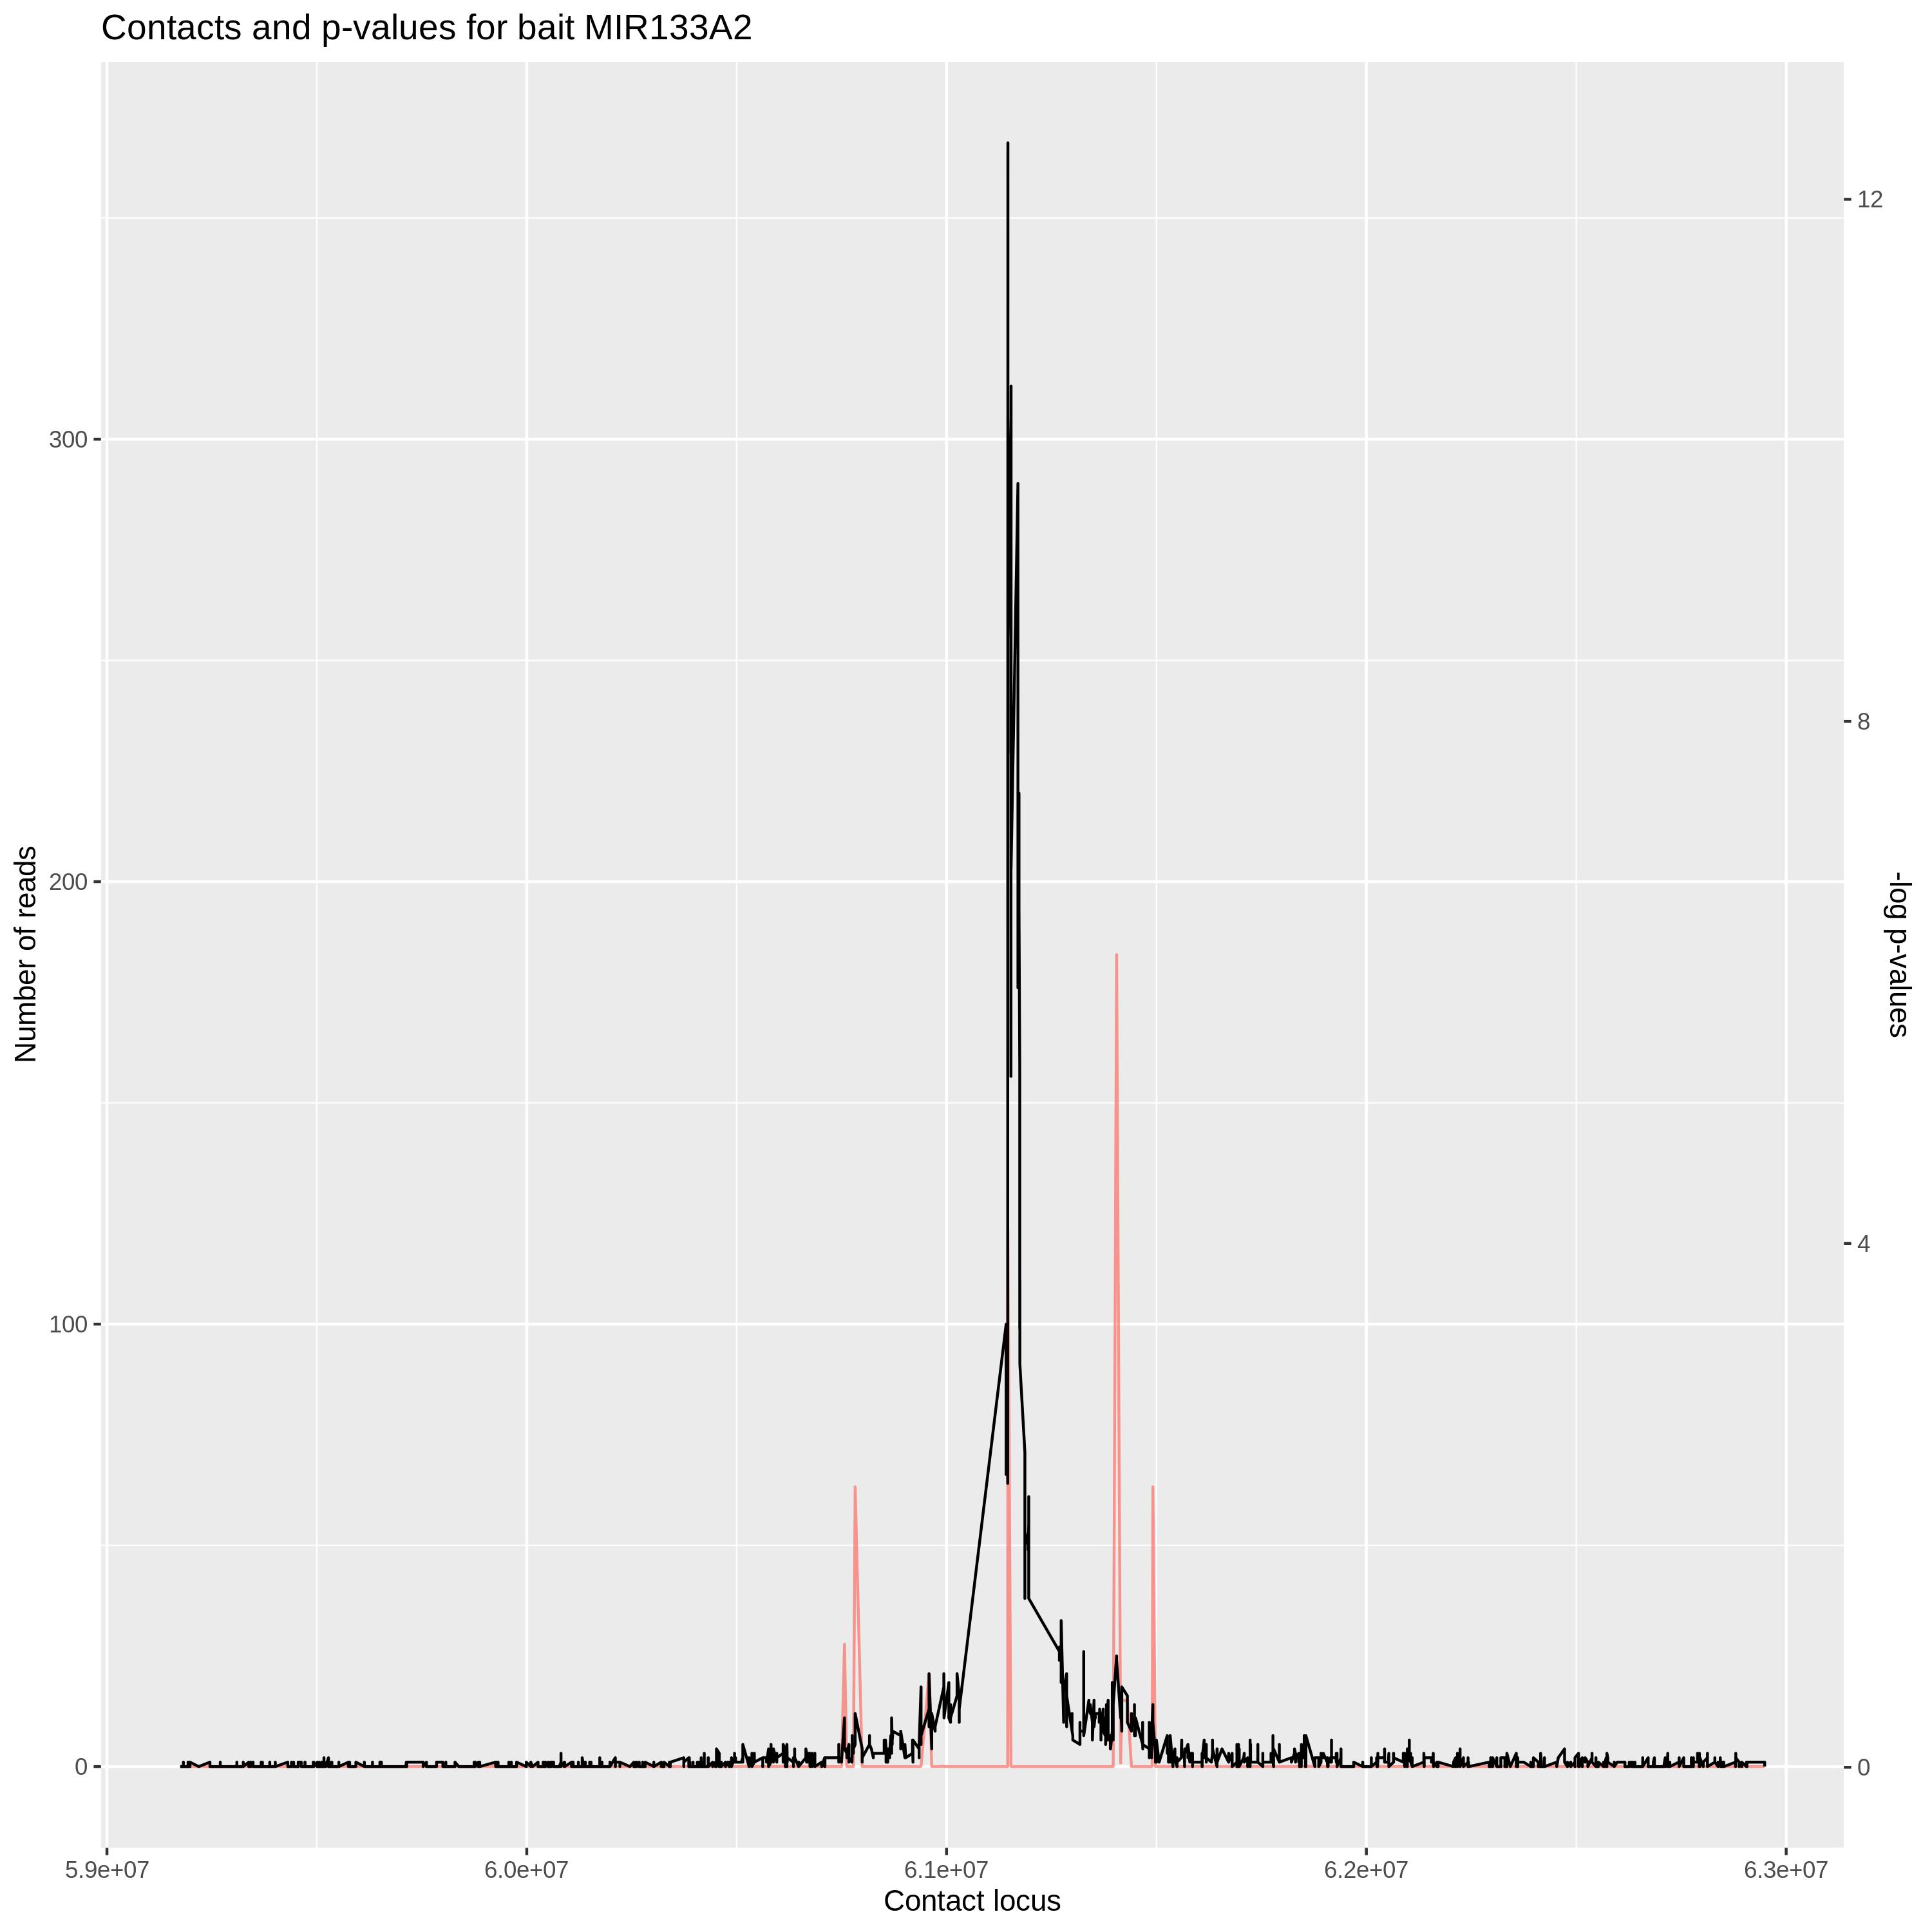 Contacts and p-values for bait MIR133A2
Number of reads
300
200
100
0
12
8
4
0
-log p-values
5.9e+07 6.0e+07 6.1e+07 6.2e+07 6.3e+07
Contact locus